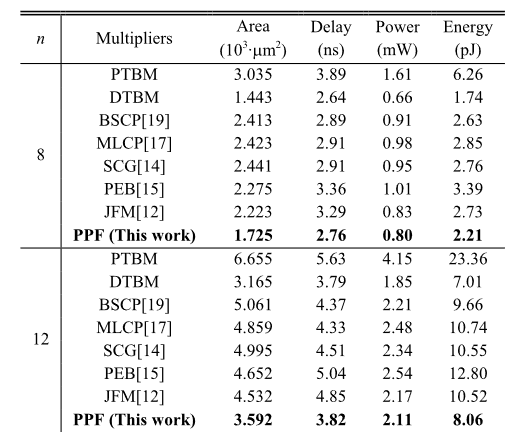 n Multipliers Area (10³·μm²) Delay (ns) Power (mW) Energy (pJ)
8
PTBM 3.035 3.89 1.61 6.26
DTBM 1.443 2.64 0.66 1.74
BSCP[19] 2.413 2.89 0.91 2.63
MLCP[17] 2.423 2.91 0.98 2.85
SCG[14] 2.441 2.91 0.95 2.76
PEB[15] 2.275 3.36 1.01 3.39
JFM[12] 2.223 3.29 0.83 2.73
PPF (This work) 1.725 2.76 0.80 2.21
12
PTBM 6.655 5.63 4.15 23.36
DTBM 3.165 3.79 1.85 7.01
BSCP[19] 5.061 4.37 2.21 9.66
MLCP[17] 4.859 4.33 2.48 10.74
SCG[14] 4.995 4.51 2.34 10.55
PEB[15] 4.652 5.04 2.54 12.80
JFM[12] 4.532 4.85 2.17 10.52
PPF (This work) 3.592 3.82 2.11 8.06